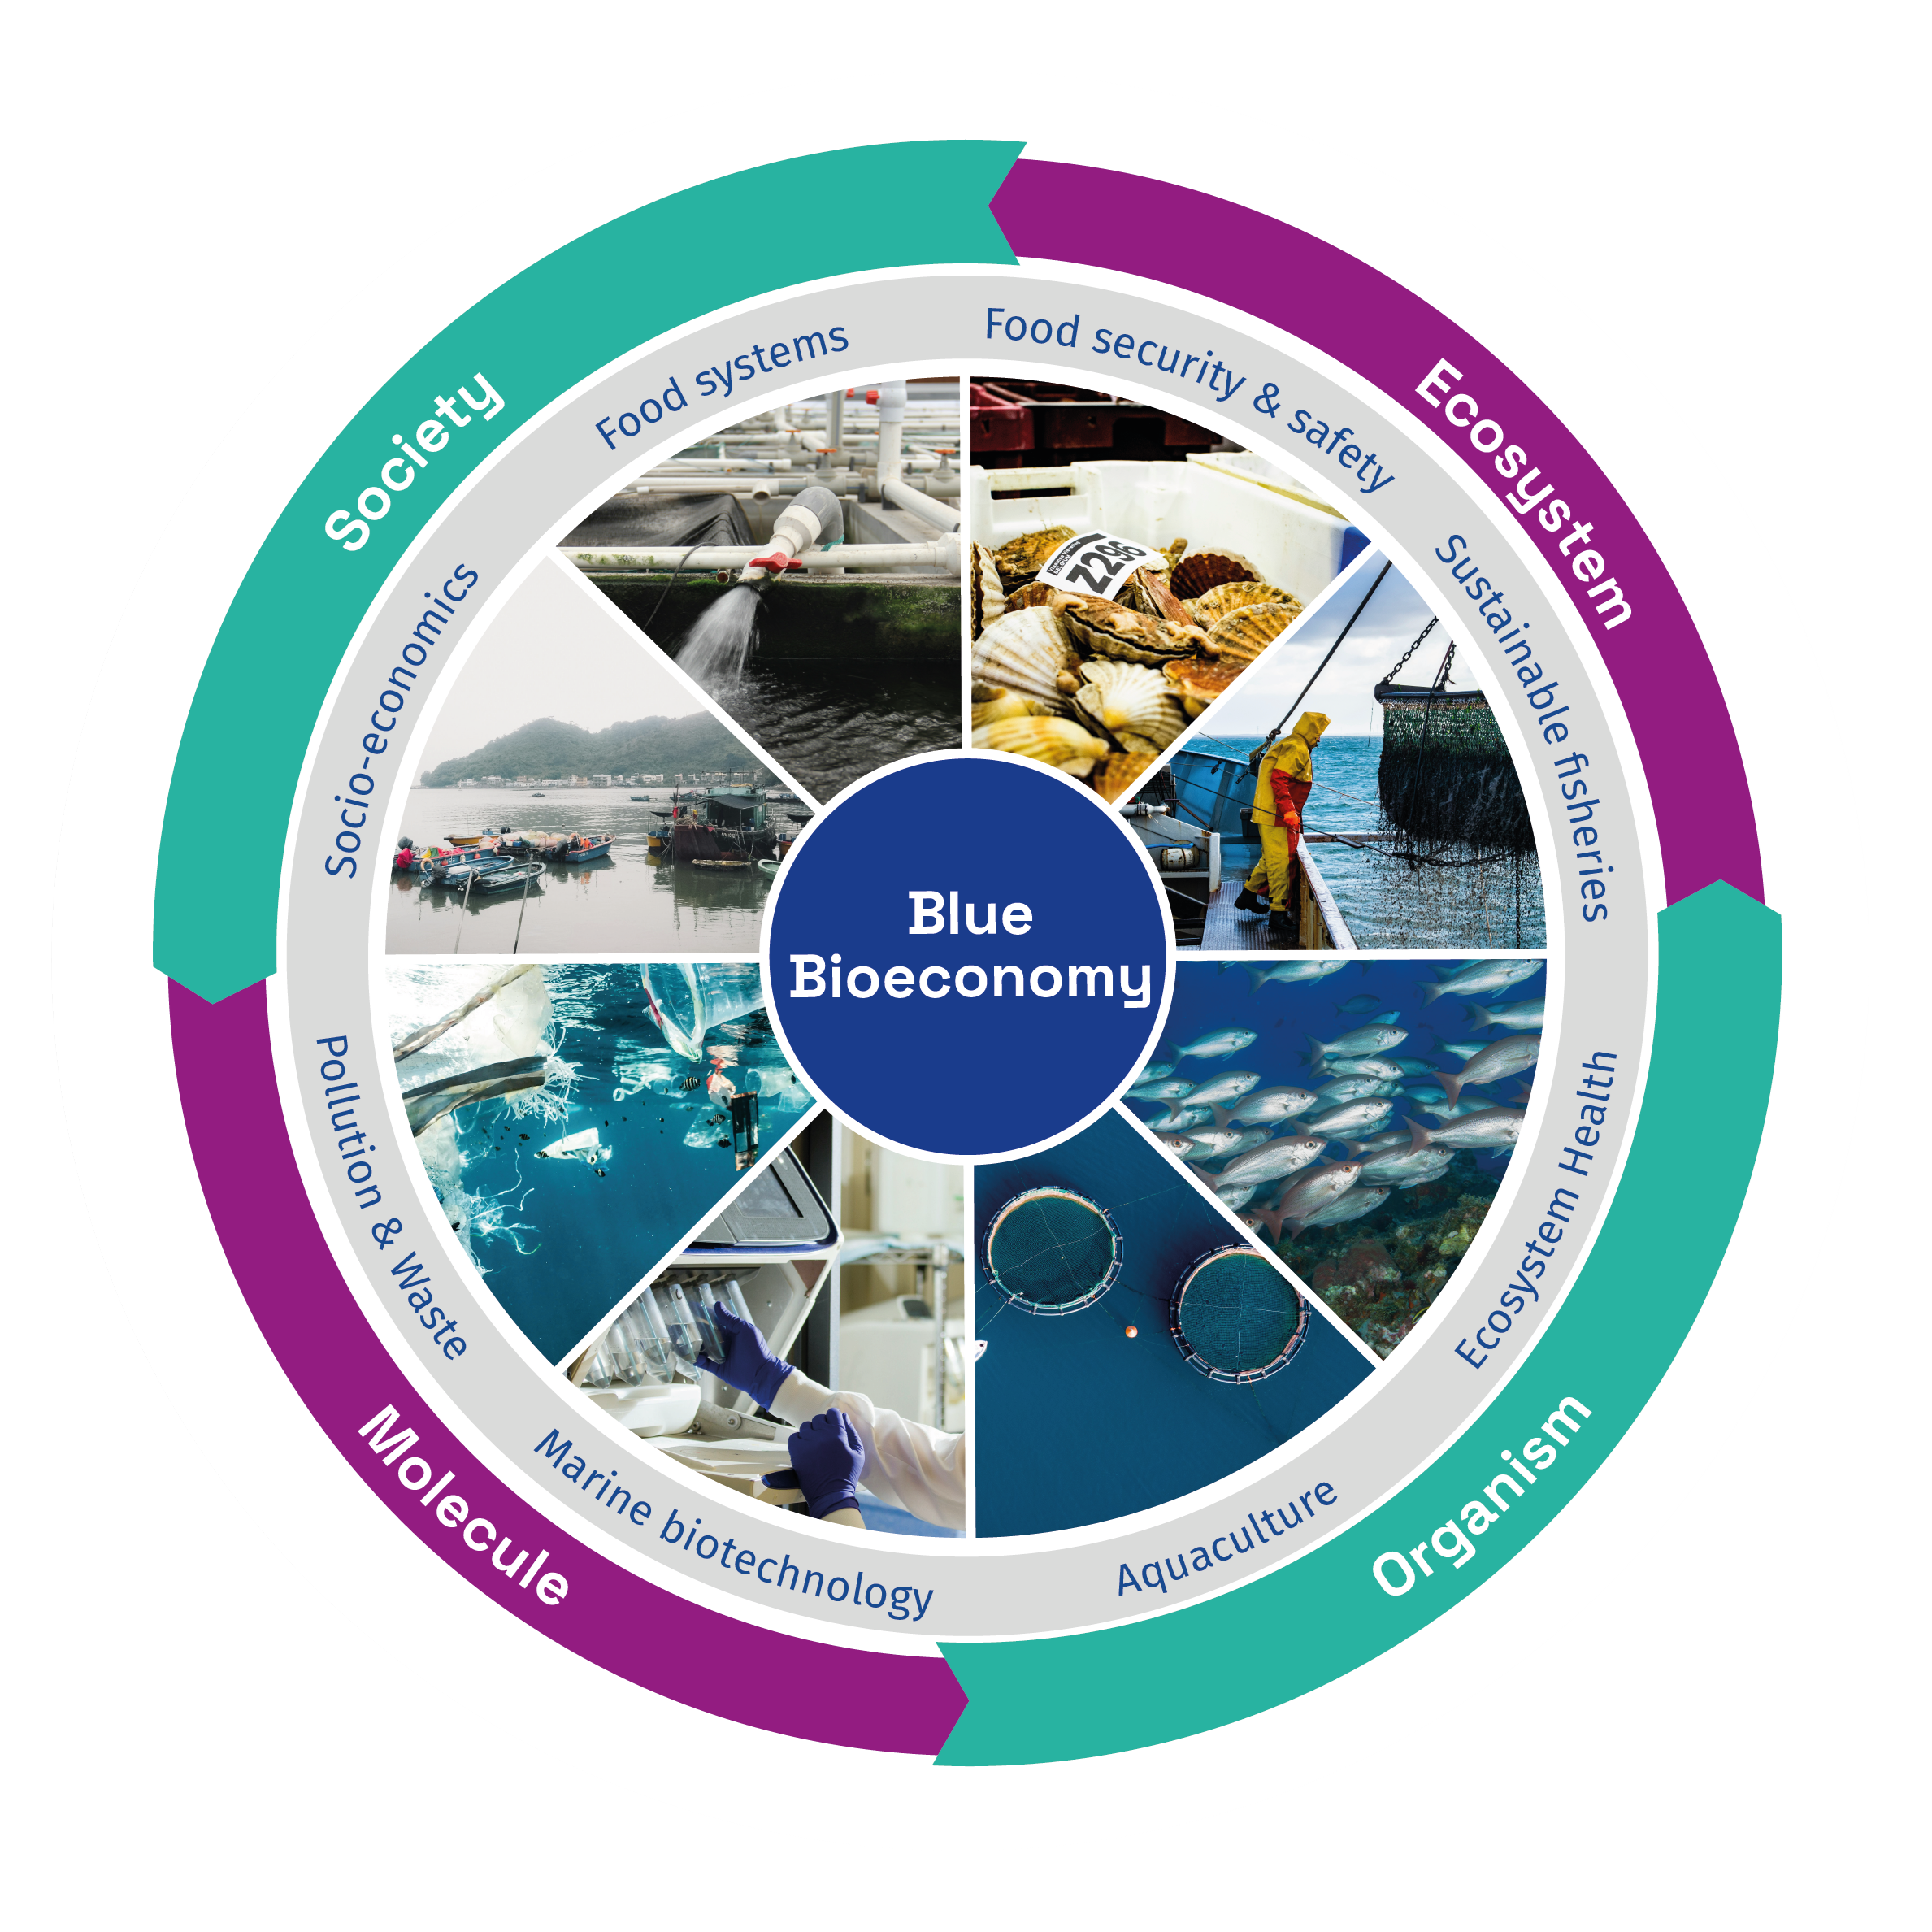 Society
Ecosystem
Organism
Molecule
Food systems
Food security & safety
Sustainable fisheries
Ecosystem Health
Aquaculture
Marine biotechnology
Pollution & Waste
Socio-economics
Z296
Blue
Bioeconomy